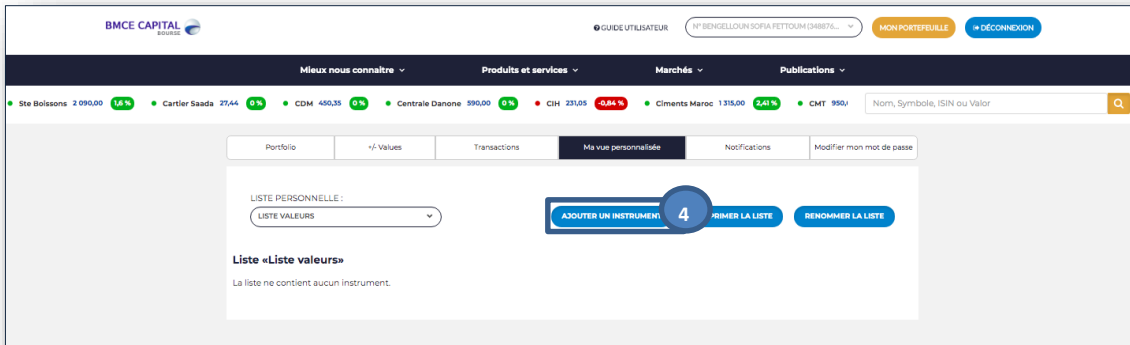 BMCE CAPITAL
BOURSE
GUIDE UTILISATEUR
N° BENGELLOUN SOFIA FETTOUM (348876...
MON PORTEFEUILLE
DÉCONNEXION
Mieux nous connaitre Produits et services Marchés Publications
Ste Boissons 2 090,00 1,6 % Cartier Saada 27,44 0 % CDM 450,35 0 % Centrale Danone 590,00 0 % CIH 231,05 -0,84 % Ciments Maroc 1 315,00 2,41 % CMT 950,
Nom, Symbole, ISIN ou Valor
Portfolio +/- Values Transactions Ma vue personnalisée Notifications Modifier mon mot de passe
LISTE PERSONNELLE :
LISTE VALEURS
AJOUTER UN INSTRUMENT 4 PRIMER LA LISTE RENOMMER LA LISTE
Liste «Liste valeurs»
La liste ne contient aucun instrument.